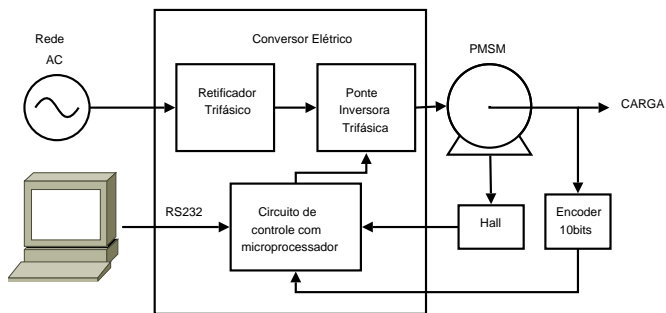 Rede
AC
Conversor Elétrico
PMSM
Retificador
Trifásico
Ponte
Inversora
Trifásica
CARGA
RS232
Circuito de
controle com
microprocessador
Hall
Encoder
10bits